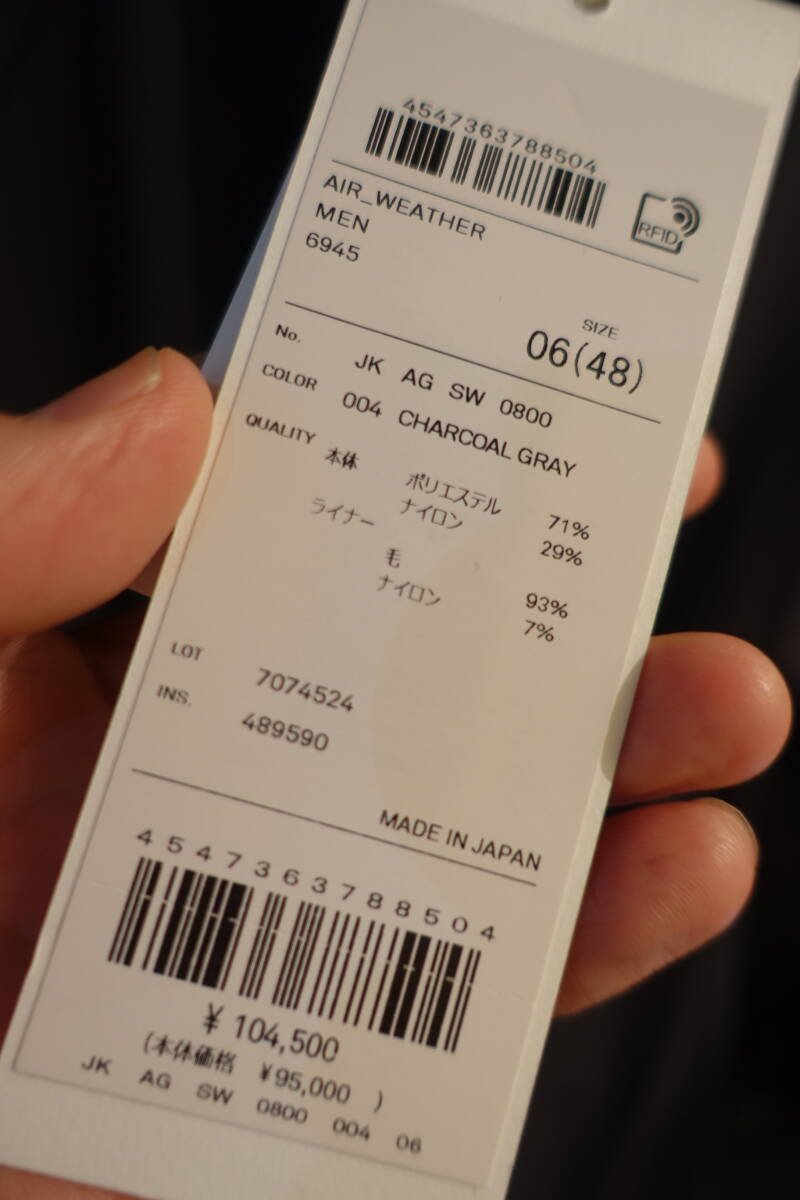 4547363788504
RFID
AIR_WEATHER
MEN
6945
SIZE
06(48)
No. JK AG SW 0800
COLOR 004 CHARCOAL GRAY
QUALITY 本体 ポリエステル 71%
ナイロン 29%
ライナー
毛 93%
ナイロン 7%
LOT 7074524
INS. 489590
MADE IN JAPAN
4547363788504
¥ 104,500
(本体価格 ¥95,000 )
JK AG SW 0800 004 06